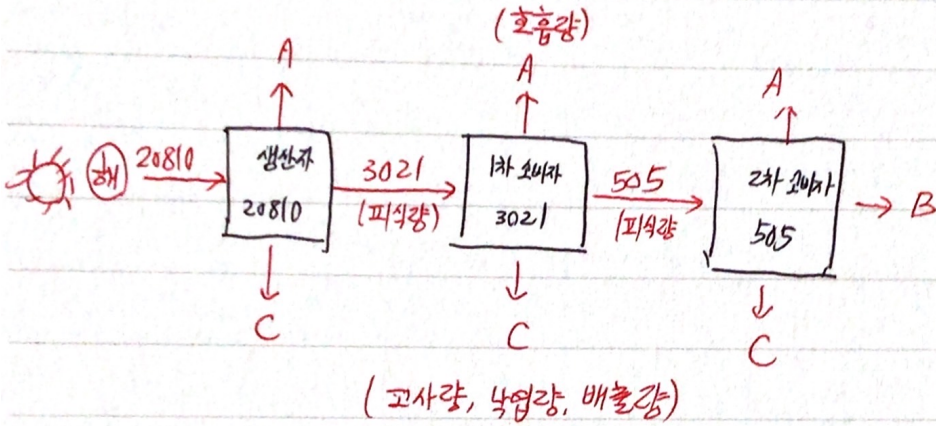 (호흡량)
A
A
A
해
20810
생산자
20810
3021
(피식량)
1차 소비자
3021
505
(피식량
2차 소비자
505
B
C
C
C
(고사량, 낙엽량, 배출량)